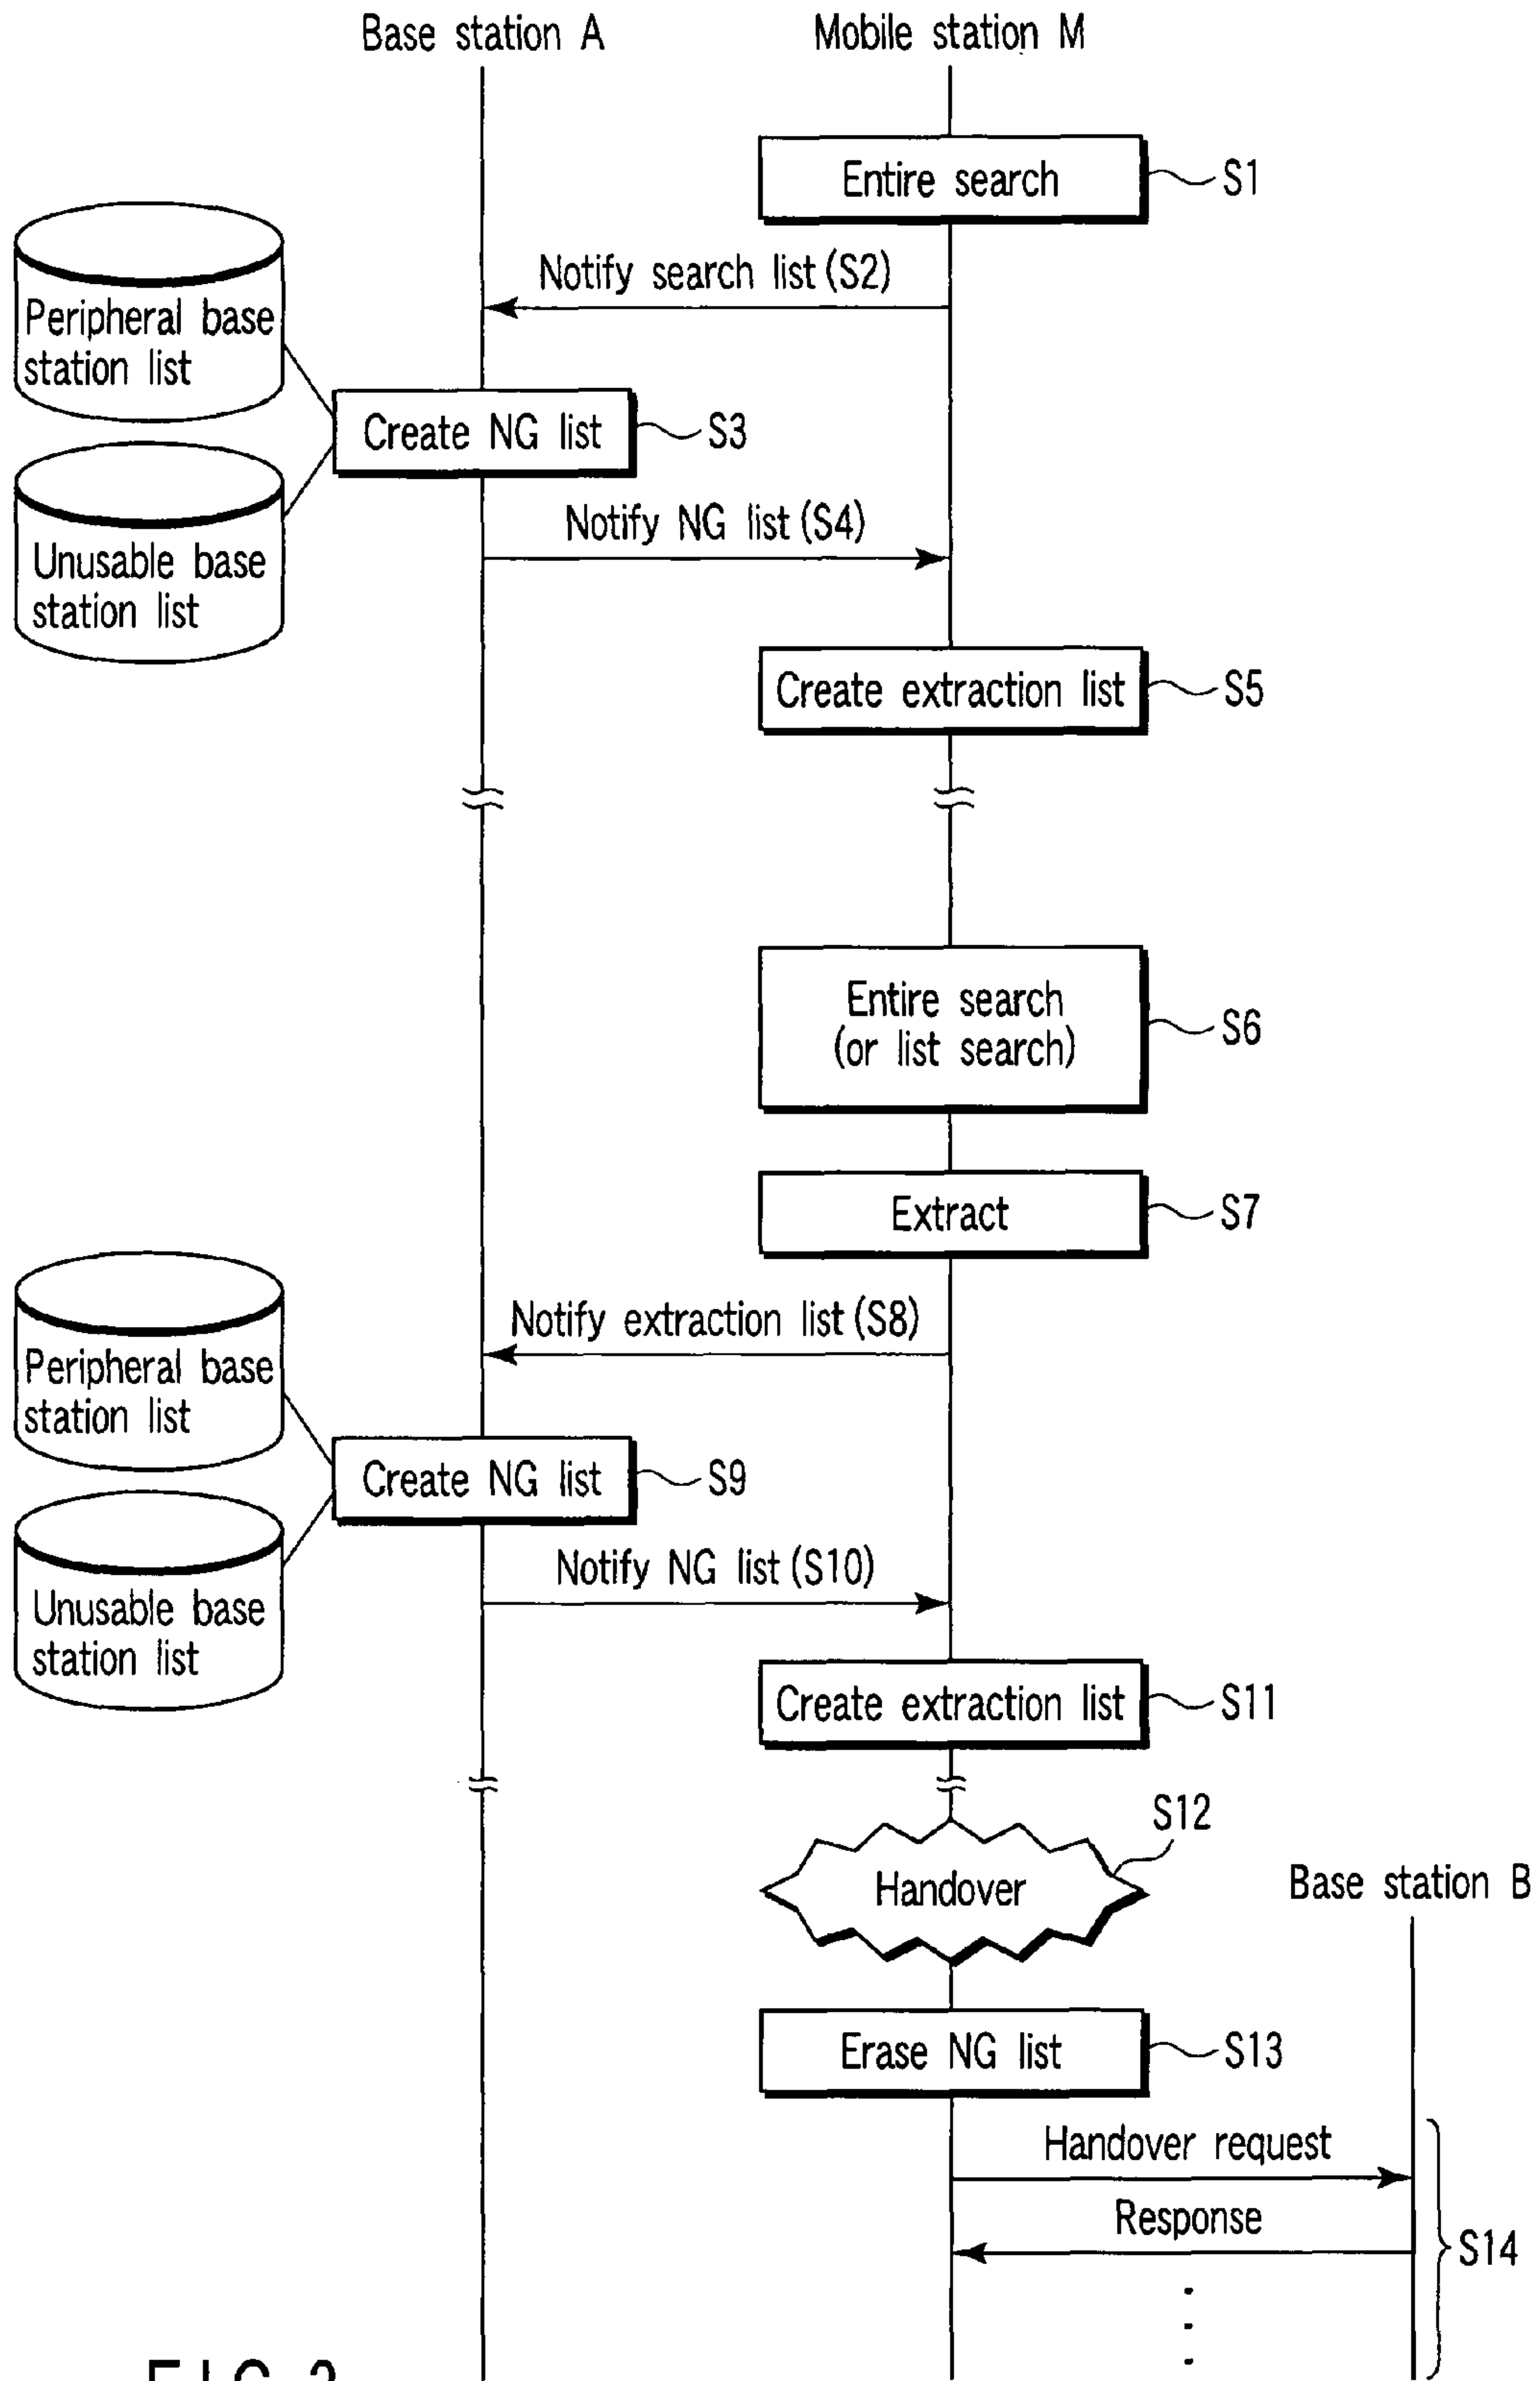 Base station A
Mobile station M
Entire search
S1
Notify search list (S2)
Peripheral base
station list
Create NG list
S3
Unusable base
station list
Notify NG list (S4)
Create extraction list
S5
Entire search
(or list search)
S6
Extract
S7
Notify extraction list (S8)
Peripheral base
station list
Create NG list
S9
Unusable base
station list
Notify NG list (S10)
Create extraction list
S11
S12
Handover
Base station B
Erase NG list
S13
Handover request
Response
S14